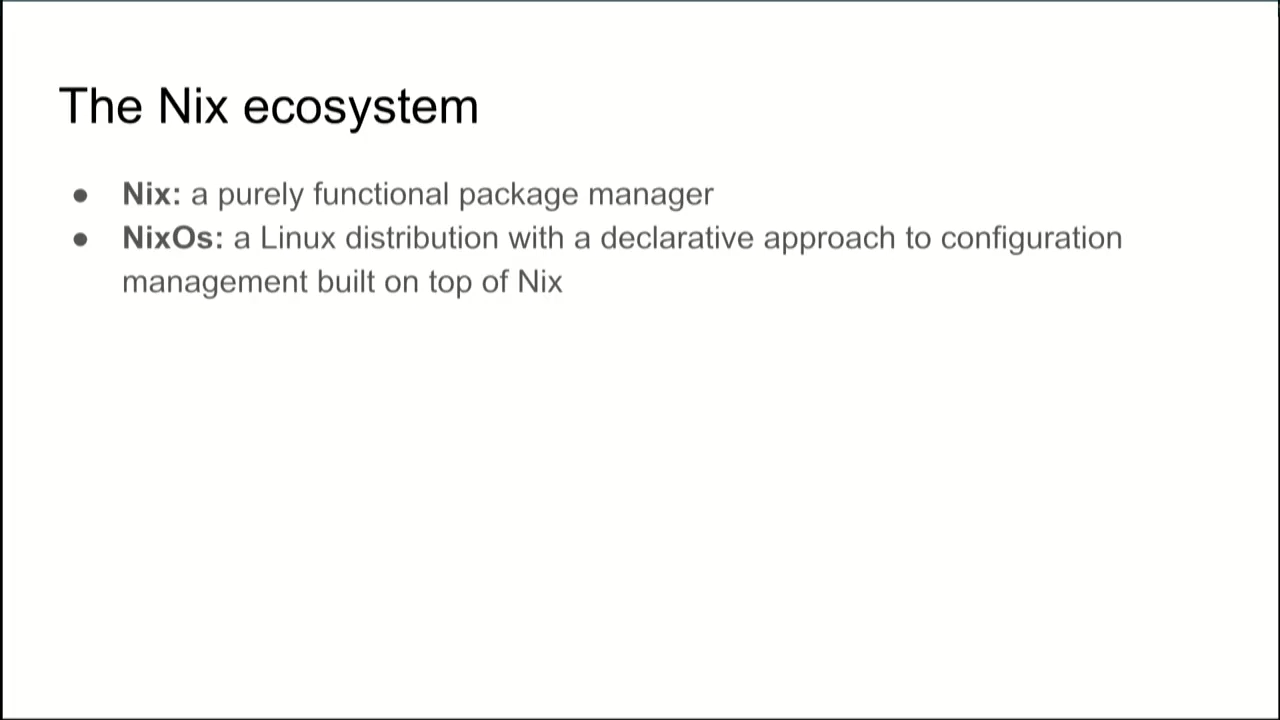 The Nix ecosystem
● Nix: a purely functional package manager
● NixOs: a Linux distribution with a declarative approach to configuration
management built on top of Nix